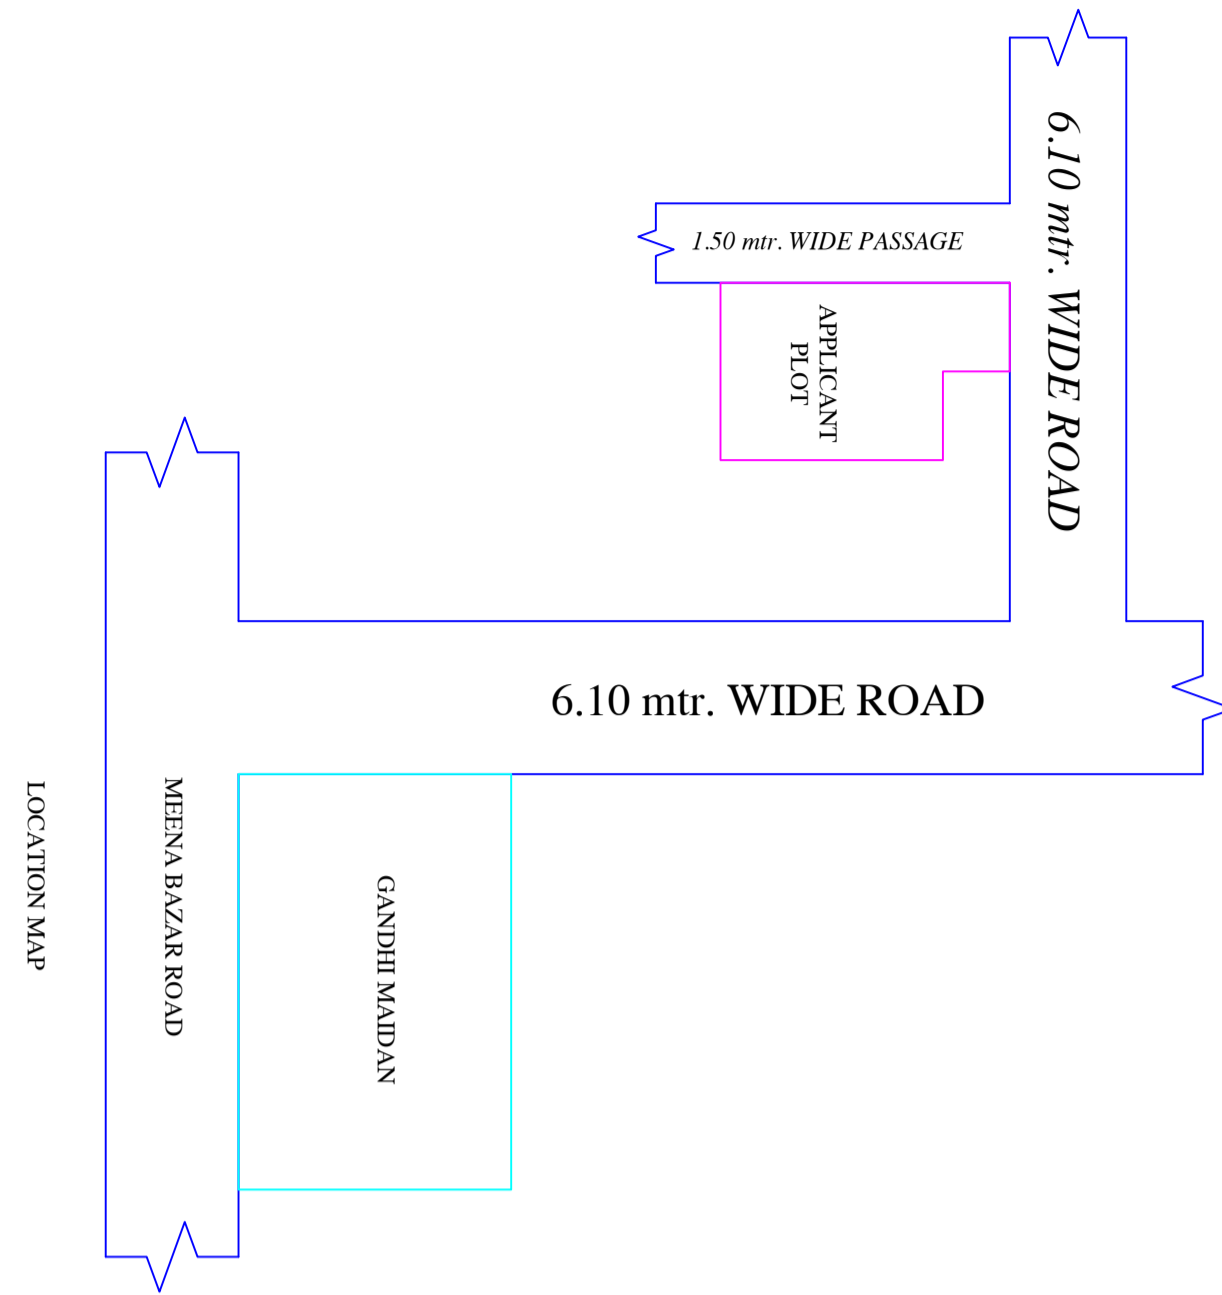 6.10 mtr. WIDE ROAD
1.50 mtr. WIDE PASSAGE
APPLICANT
PLOT
6.10 mtr. WIDE ROAD
MEENA BAZAR ROAD
GANDHI MAIDAN
LOCATION MAP